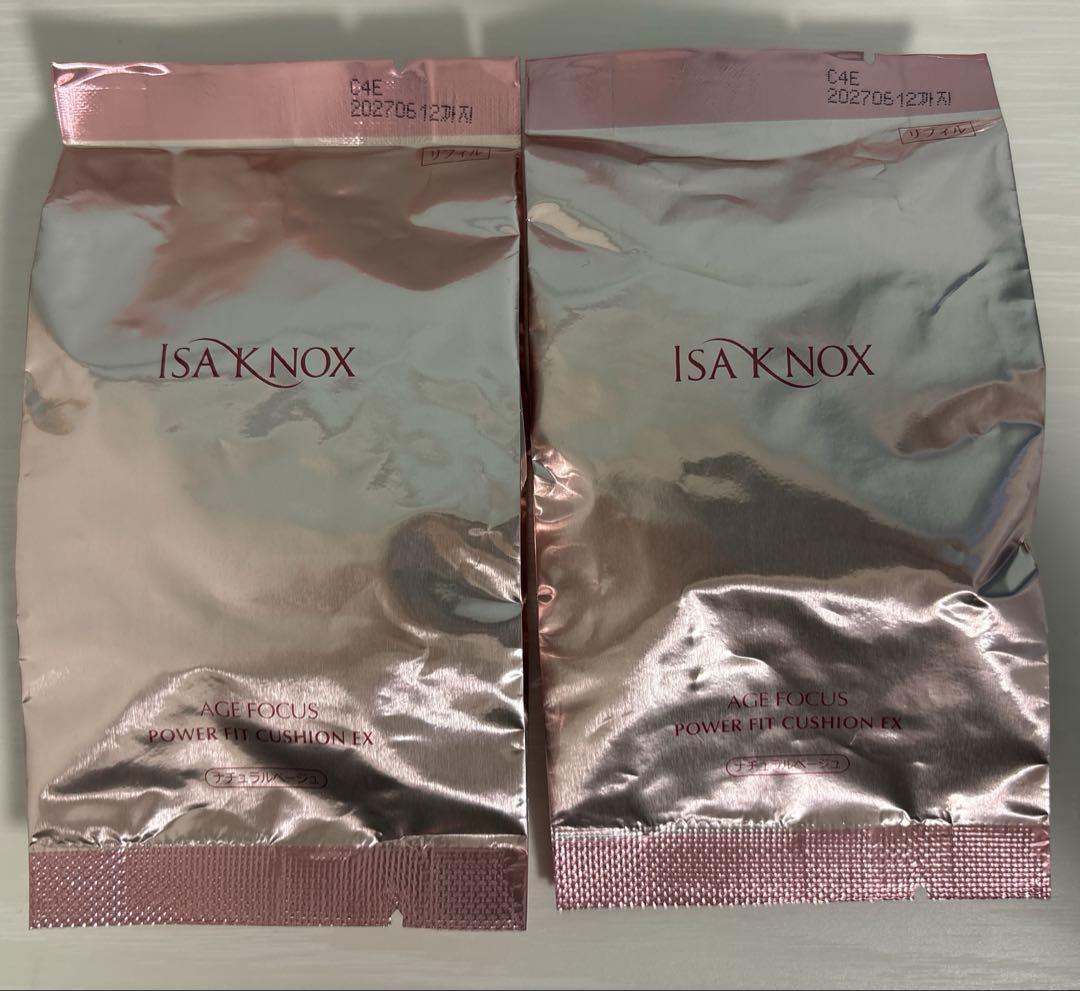 C4E
20270612까지
リフィル
ISA KNOX
AGE FOCUS
POWER FIT CUSHION EX
ナチュラルベージュ
C4E
20270612까지
リフィル
ISA KNOX
AGE FOCUS
POWER FIT CUSHION EX
ナチュラルベージュ